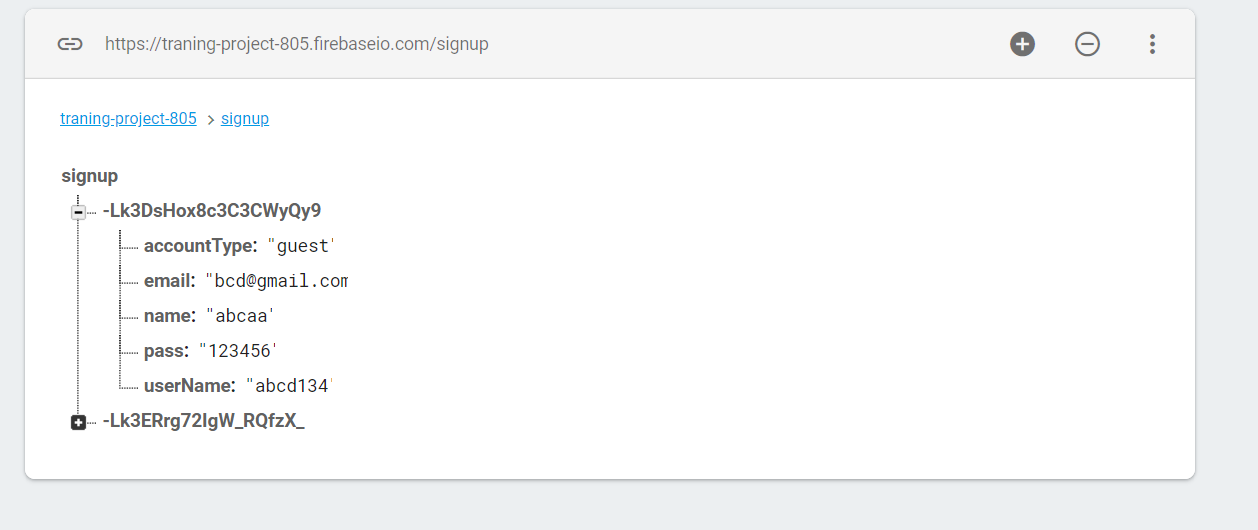 https://traning-project-805.firebaseio.com/signup
traning-project-805 > signup
signup
-Lk3DsHox8c3C3CWyQy9
accountType: "guest'
email: "bcd@gmail.com
name: "abcaa'
pass: "123456'
userName: "abcd134'
-Lk3ERrg72IgW_RQfzX_